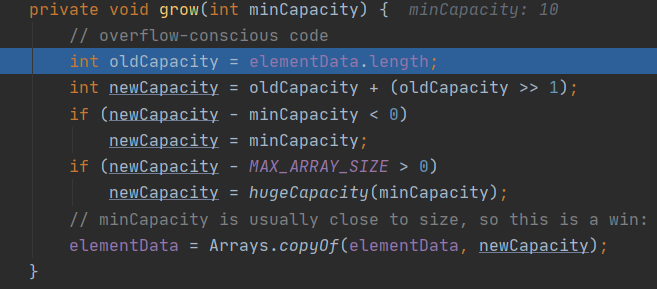 private void grow(int minCapacity) {  minCapacity: 10
// overflow-conscious code
int oldCapacity = elementData.length;
int newCapacity = oldCapacity + (oldCapacity >> 1);
if (newCapacity - minCapacity < 0)
newCapacity = minCapacity;
if (newCapacity - MAX_ARRAY_SIZE > 0)
newCapacity = hugeCapacity(minCapacity);
// minCapacity is usually close to size, so this is a win:
elementData = Arrays.copyOf(elementData, newCapacity);
}